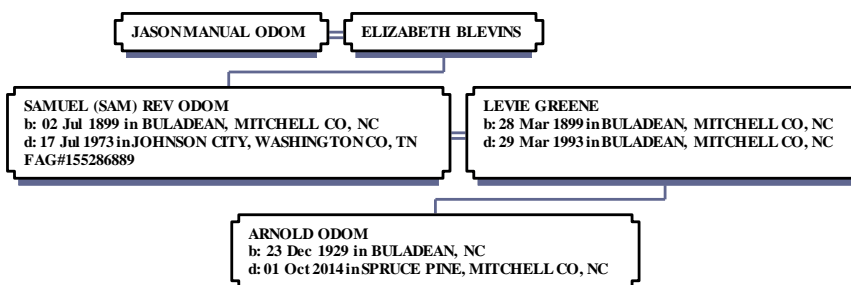 JASON MANUAL ODOM
ELIZABETH BLEVINS
SAMUEL (SAM) REV ODOM
b: 02 Jul 1899 in BULADEAN, MITCHELL CO, NC
d: 17 Jul 1973 in JOHNSON CITY, WASHINGTON CO, TN
FAG#155286889
LEVIE GREENE
b: 28 Mar 1899 in BULADEAN, MITCHELL CO, NC
d: 29 Mar 1993 in BULADEAN, MITCHELL CO, NC
ARNOLD ODOM
b: 23 Dec 1929 in BULADEAN, NC
d: 01 Oct 2014 in SPRUCE PINE, MITCHELL CO, NC